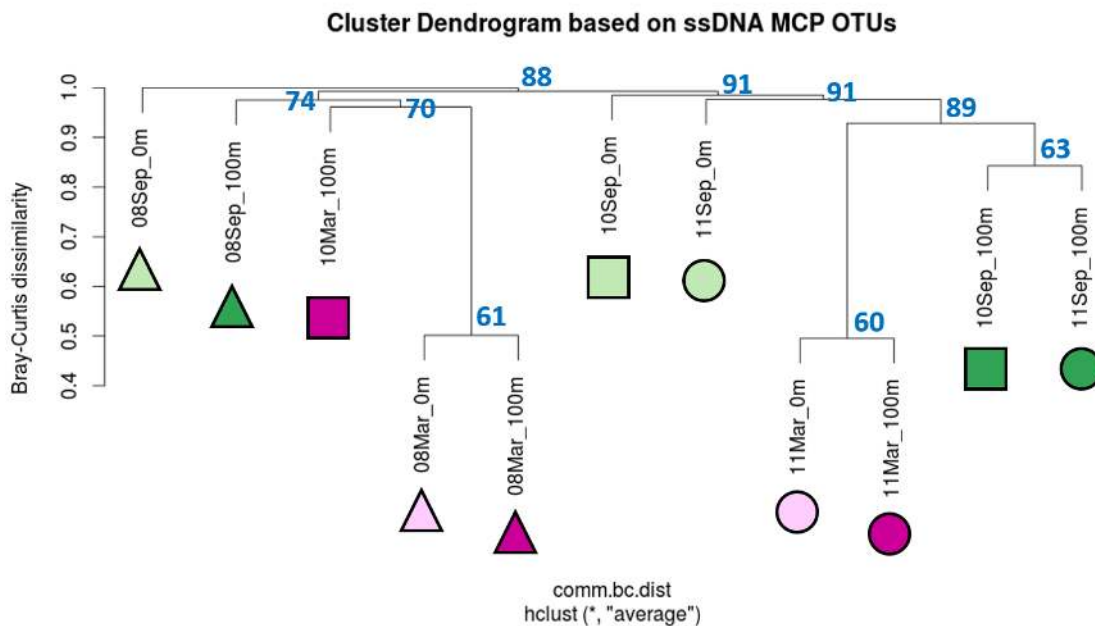 Cluster Dendrogram based on ssDNA MCP OTUs
Bray-Curtis dissimilarity
1.0
0.9
0.8
0.7
0.6
0.5
0.4
88
74
70
91
91
89
63
61
60
08Sep_0m
08Sep_100m
10Mar_100m
08Mar_0m
08Mar_100m
10Sep_0m
11Sep_0m
11Mar_0m
11Mar_100m
10Sep_100m
11Sep_100m
comm.bc.dist
hclust (*, "average")